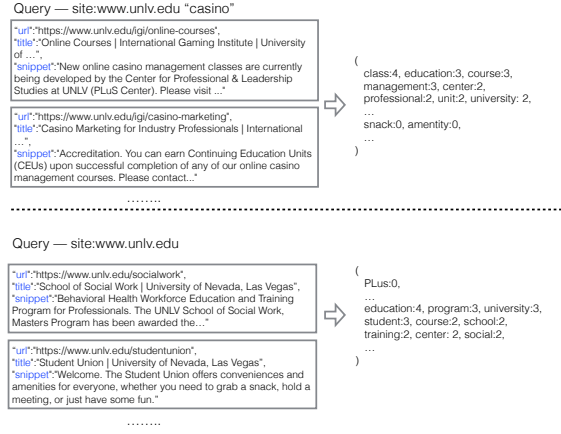 Query — site:www.unlv.edu “casino”
"url":"https://www.unlv/igi/online-courses",
"title":"Online Courses | International Gaming Institute | University
of …",
"snippet":"New online casino management classes are currently
being developed by the Center for Professional & Leadership
Studies at UNLV (PLuS Center). Please visit ..."
"url":"https://www.unlv/igi/casino-marketing",
"title":"Casino Marketing for Industry Professionals | International
…",
"snippet":"Accreditation. You can earn Continuing Education Units
(CEUs) upon successful completion of any of our online casino
management courses. Please contact..."
........
(
class:4, education:3, course:3,
management:3, center:2,
professional:2, unit:2, university: 2,
…
snack:0, amentity:0,
…
)
Query — site:www.unlv.edu
"url":"https://www.unlv.edu/socialwork",
"title":"School of Social Work | University of Nevada, Las Vegas",
"snippet":"Behavioral Health Workforce Education and Training
Program for Professionals. The UNLV School of Social Work,
Masters Program has been awarded the…"
"url":"https://www.unlv.edu/studentunion",
"title":"Student Union | University of Nevada, Las Vegas",
"snippet":"Welcome. The Student Union offers conveniences and
amenities for everyone, whether you need to grab a snack, hold a
meeting, or just have some fun."
........
(
PLus:0,
…
education:4, program:3, university:3,
student:3, course:2, school:2,
training:2, center: 2, social:2,
…
)